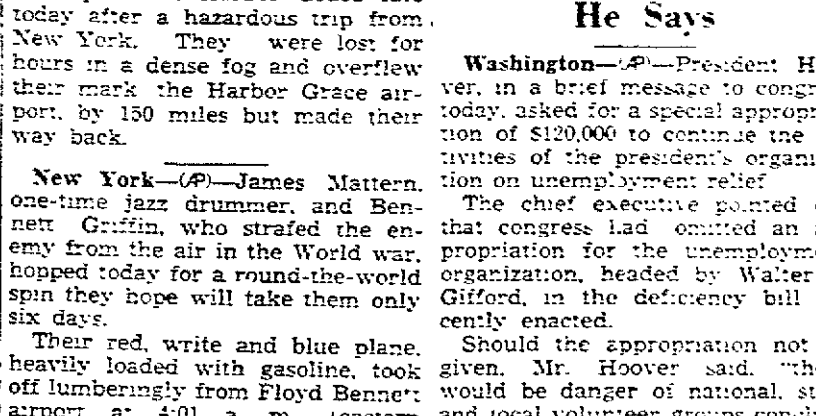 today after a hazardous trip from
New York. They were lost for
hours in a dense fog and overflew
their mark the Harbor Grace air-
port, by 150 miles but made their
way back.
New York—(AP)—James Mattern,
one-time jazz drummer, and Ben-
nett Griffin, who strafed the en-
emy from the air in the World war,
hopped today for a round-the-world
spin they hope will take them only
six days.
Their red, write and blue plane,
heavily loaded with gasoline, took
off lumberingly from Floyd Bennett
airport at 4:01 a. m.
He Says
Washington—(AP)—President H
ver, in a brief message to congr
today, asked for a special appropr
tion of $120,000 to continue the
tivities of the president's organi
tion on unemployment relief
The chief executive pointed
that congress had omitted an
propriation for the unemployme
organization, headed by Walter
Gifford, in the deficiency bill
cently enacted.
Should the appropriation not
given, Mr. Hoover said, "the
would be danger of national, st
and local volunteer groups